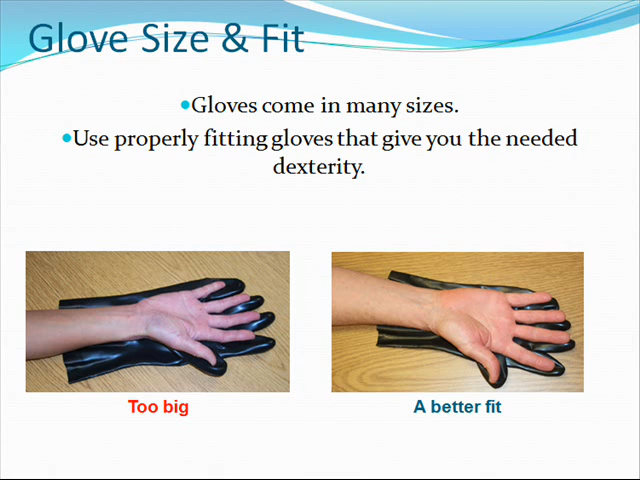 Glove Size & Fit
•Gloves come in many sizes.
•Use properly fitting gloves that give you the needed
dexterity.
Too big
A better fit